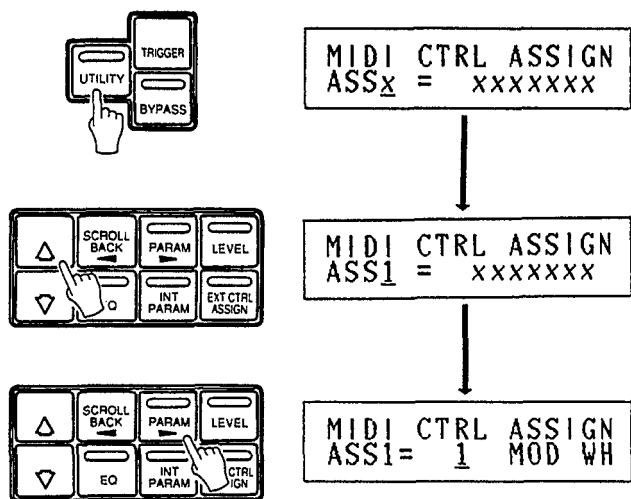 TRIGGER
UTILITY
BYPASS
MIDI CTRL ASSIGN
ASSx = xxxxxxx
SCROLL
BACK
PARAM
LEVEL
INT
PARAM
EXT CTRL
ASSIGN
MIDI CTRL ASSIGN
ASS1 = xxxxxxx
SCROLL
BACK
PARAM
LEVEL
EQ
INT
PARAM
CTRL
MIDI CTRL ASSIGN
ASS1= 1 MOD WH